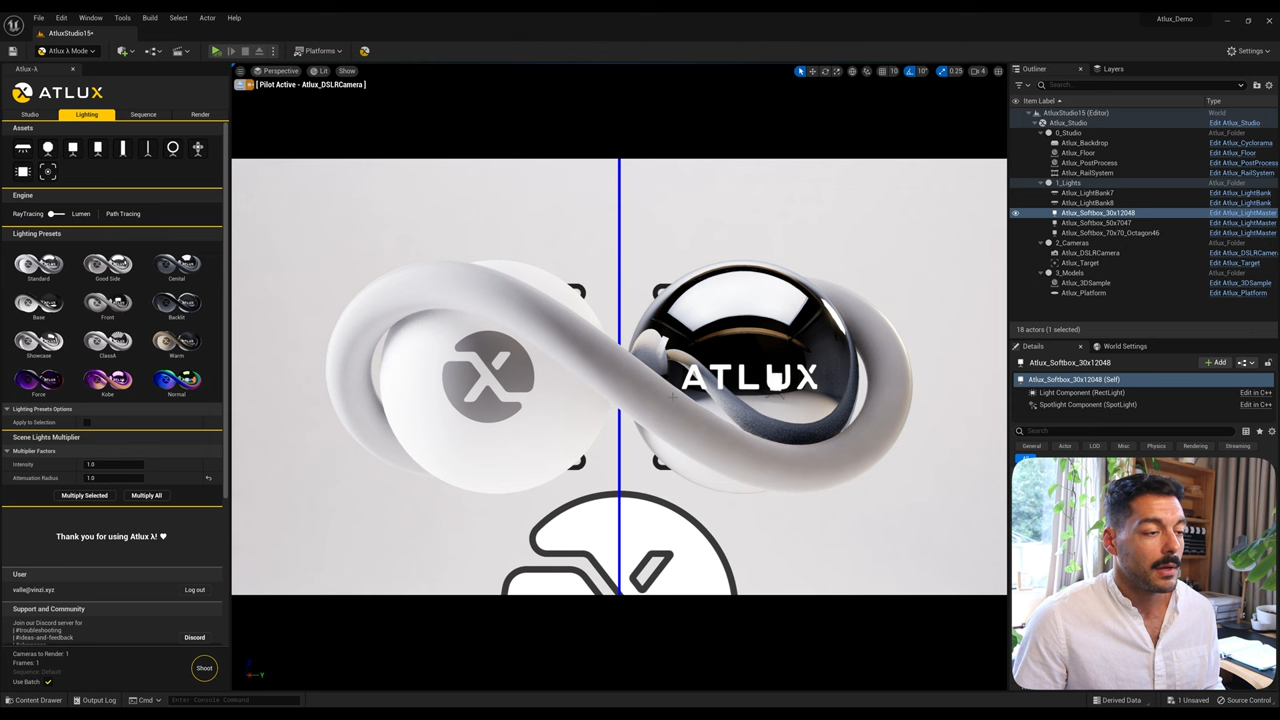 File Edit Window Tools Build Select Actor Help
Atlux_Demo
AtluxStudio15•
Atlux λ Mode
Platforms
Settings
Atlux-λ
Perspective Lit Show
10 10° 0.25 4
Outliner Layers
[ Pilot Active - Atlux_DSLRCamera ]
ATLUX
Search...
Item Label Type
Studio Lighting Sequence Render
AtluxStudio15 (Editor) World
Atlux_Studio Edit Atlux_Studio
Assets
0_Studio Atlux_Folder
Atlux_Backdrop Edit Atlux_Cyclorama
Atlux_Floor Edit Atlux_Floor
Atlux_PostProcess Edit Atlux_PostProcess
Atlux_RailSystem Edit Atlux_RailSystem
1_Lights Atlux_Folder
Atlux_LightBank7 Edit Atlux_LightBank
Atlux_LightBank8 Edit Atlux_LightBank
Atlux_Softbox_30x12048 Edit Atlux_LightMaster
Atlux_Softbox_50x7047 Edit Atlux_LightMaster
Atlux_Softbox_70x70_Octagon46 Edit Atlux_LightMaster
2_Cameras Atlux_Folder
Atlux_DSLRCamera Edit Atlux_DSLRCamera
Atlux_Target Edit Atlux_Target
3_Models Atlux_Folder
Atlux_3DSample Edit Atlux_3DSample
Atlux_Platform Edit Atlux_Platform
18 actors (1 selected)
Engine
RayTracing Lumen Path Tracing
Lighting Presets
Standard Good Side Cenital
Base Front Backlit
Showcase ClassA Warm
Force Kobe Normal
Lighting Presets Options
Apply to Selection
Scene Lights Multiplier
Multiplier Factors
Intensity 1.0
Attenuation Radius 1.0
Multiply Selected Multiply All
Thank you for using Atlux λ!
User
valle@vinzi.xyz Log out
Support and Community
Join our Discord server for
| #troubleshooting
| #ideas-and-feedback
Discord
Cameras to Render: 1
Frames: 1
Sequence: Default
Use Batch
Shoot
ATLUX
Y
Details World Settings
Atlux_Softbox_30x12048 Add
Atlux_Softbox_30x12048 (Self)
Light Component (RectLight) Edit in C++
Spotlight Component (SpotLight) Edit in C++
Search
General Actor LOD Misc Physics Rendering Streaming
Content Drawer Output Log Cmd Enter Console Command
Derived Data 1 Unsaved Source Control